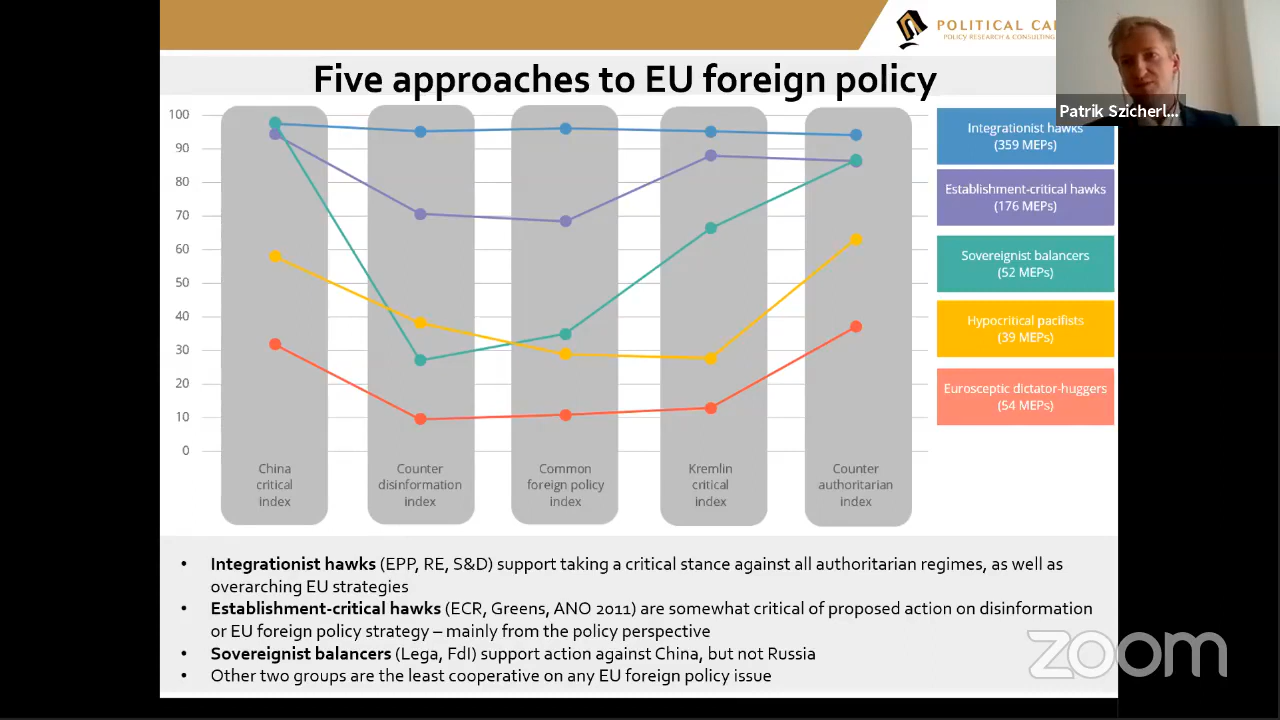 POLITICAL CA
POLICY RESEARCH & CONSULTING
Patrik Szicherl...
Five approaches to EU foreign policy
100
90
80
70
60
50
40
30
20
10
0
China
critical
index
Counter
disinformation
index
Common
foreign policy
index
Kremlin
critical
index
Counter
authoritarian
index
Integrationist hawks
(359 MEPs)
Establishment-critical hawks
(176 MEPs)
Sovereignist balancers
(52 MEPs)
Hypocritical pacifists
(39 MEPs)
Eurosceptic dictator-huggers
(54 MEPs)
• Integrationist hawks (EPP, RE, S&D) support taking a critical stance against all authoritarian regimes, as well as
overarching EU strategies
• Establishment-critical hawks (ECR, Greens, ANO 2011) are somewhat critical of proposed action on disinformation
or EU foreign policy strategy – mainly from the policy perspective
• Sovereignist balancers (Lega, FdI) support action against China, but not Russia
• Other two groups are the least cooperative on any EU foreign policy issue
zoom